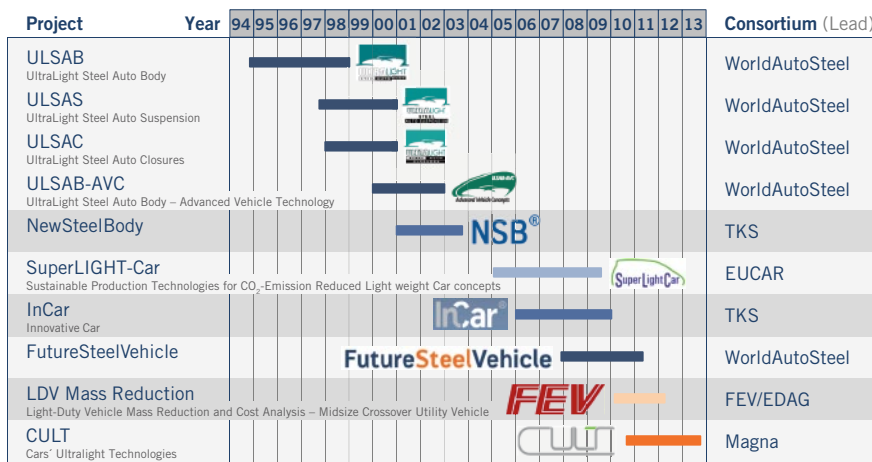 Project Year 94 95 96 97 98 99 00 01 02 03 04 05 06 07 08 09 10 11 12 13 Consortium (Lead)
ULSAB
UltraLight Steel Auto Body
WorldAutoSteel
ULSAS
UltraLight Steel Auto Suspension
WorldAutoSteel
ULSAC
UltraLight Steel Auto Closures
WorldAutoSteel
ULSAB-AVC
UltraLight Steel Auto Body – Advanced Vehicle Technology
ULSAB-AVC
Advanced Vehicle Concepts
WorldAutoSteel
NewSteelBody
NSB®
TKS
SuperLIGHT-Car
Sustainable Production Technologies for CO₂-Emission Reduced Light weight Car concepts
SuperLightCar
EUCAR
InCar
Innovative Car
InCar®
TKS
FutureSteelVehicle
FutureSteelVehicle
WorldAutoSteel
LDV Mass Reduction
Light-Duty Vehicle Mass Reduction and Cost Analysis – Midsize Crossover Utility Vehicle
FEV
FEV/EDAG
CULT
Cars´ Ultralight Technologies
CULT
Magna